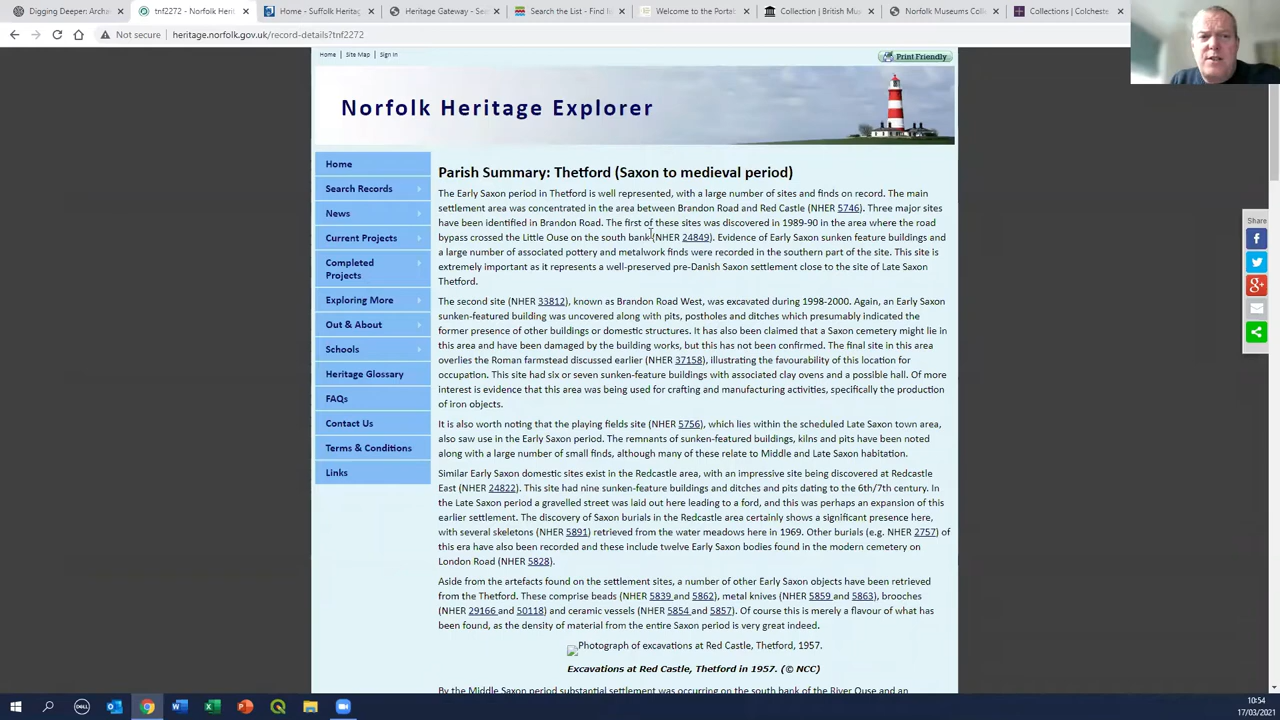 Digging Deeper: Archa
tnf2272 - Norfolk Heri
Home - Suffolk Heritag
Heritage Gateway - Sea
Search the List - Find l
Welcome to the Portab
Collection | British Mus
Norfolk Museums Colle
Collections | Colchest
Not secure
heritage.norfolk.gov.uk/record-details?tnf2272
Home
Site Map
Sign In
Print Friendly
Norfolk Heritage Explorer
Home
Search Records
News
Current Projects
Completed
Projects
Exploring More
Out & About
Schools
Heritage Glossary
FAQs
Contact Us
Terms & Conditions
Links
Parish Summary: Thetford (Saxon to medieval period)
The Early Saxon period in Thetford is well represented, with a large number of sites and finds on record. The main
settlement area was concentrated in the area between Brandon Road and Red Castle (NHER 5746). Three major sites
have been identified in Brandon Road. The first of these sites was discovered in 1989-90 in the area where the road
bypass crossed the Little Ouse on the south bank (NHER 24849). Evidence of Early Saxon sunken feature buildings and
a large number of associated pottery and metalwork finds were recorded in the southern part of the site. This site is
extremely important as it represents a well-preserved pre-Danish Saxon settlement close to the site of Late Saxon
Thetford.
The second site (NHER 33812), known as Brandon Road West, was excavated during 1998-2000. Again, an Early Saxon
sunken-featured building was uncovered along with pits, postholes and ditches which presumably indicated the
former presence of other buildings or domestic structures. It has also been claimed that a Saxon cemetery might lie in
this area and have been damaged by the building works, but this has not been confirmed. The final site in this area
overlies the Roman farmstead discussed earlier (NHER 37158), illustrating the favourability of this location for
occupation. This site had six or seven sunken-feature buildings with associated clay ovens and a possible hall. Of more
interest is evidence that this area was being used for crafting and manufacturing activities, specifically the production
of iron objects.
It is also worth noting that the playing fields site (NHER 5756), which lies within the scheduled Late Saxon town area,
also saw use in the Early Saxon period. The remnants of sunken-featured buildings, kilns and pits have been noted
along with a large number of small finds, although many of these relate to Middle and Late Saxon habitation.
Similar Early Saxon domestic sites exist in the Redcastle area, with an impressive site being discovered at Redcastle
East (NHER 24822). This site had nine sunken-feature buildings and ditches and pits dating to the 6th/7th century. In
the Late Saxon period a gravelled street was laid out here leading to a ford, and this was perhaps an expansion of this
earlier settlement. The discovery of Saxon burials in the Redcastle area certainly shows a significant presence here,
with several skeletons (NHER 5891) retrieved from the water meadows here in 1969. Other burials (e.g. NHER 2757) of
this era have also been recorded and these include twelve Early Saxon bodies found in the modern cemetery on
London Road (NHER 5828).
Aside from the artefacts found on the settlement sites, a number of other Early Saxon objects have been retrieved
from the Thetford. These comprise beads (NHER 5839 and 5862), metal knives (NHER 5859 and 5863), brooches
(NHER 29166 and 50118) and ceramic vessels (NHER 5854 and 5857). Of course this is merely a flavour of what has
been found, as the density of material from the entire Saxon period is very great indeed.
Photograph of excavations at Red Castle, Thetford, 1957.
Excavations at Red Castle, Thetford in 1957. (© NCC)
By the Middle Saxon period substantial settlement was occurring on the south bank of the River Ouse and an
Share
10:54
17/03/2021